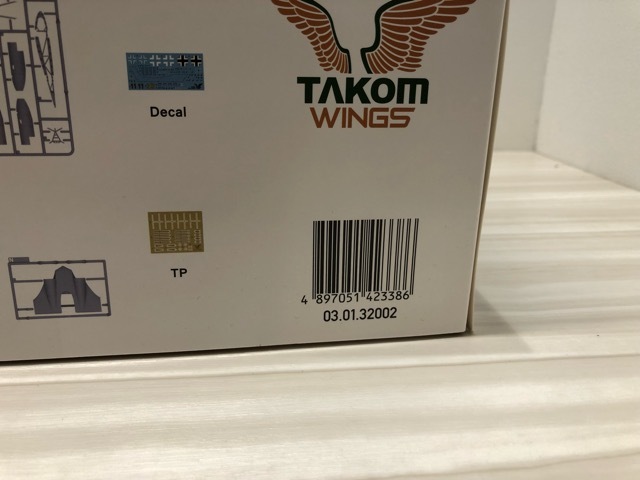 TAKOM
WINGS
Decal
TP
4 897051 423386
03.01.32002